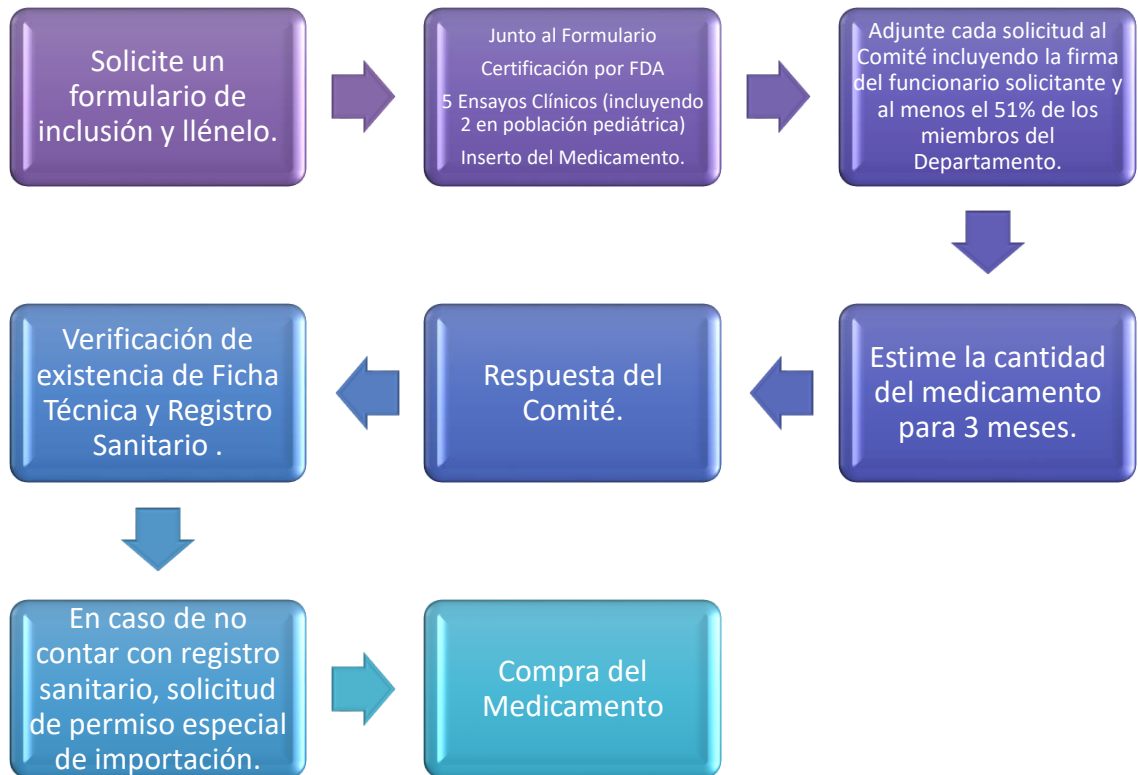 Solicite un
formulario de
inclusión y llénelo.
Junto al Formulario
Certificación por FDA
5 Ensayos Clínicos (incluyendo
2 en población pediátrica)
Inserto del Medicamento.
Adjunte cada solicitud al
Comité incluyendo la firma
del funcionario solicitante y
al menos el 51% de los
miembros del
Departamento.
Estime la cantidad
del medicamento
para 3 meses.
Respuesta del
Comité.
Verificación de
existencia de Ficha
Técnica y Registro
Sanitario .
En caso de no
contar con registro
sanitario, solicitud
de permiso especial
de importación.
Compra del
Medicamento